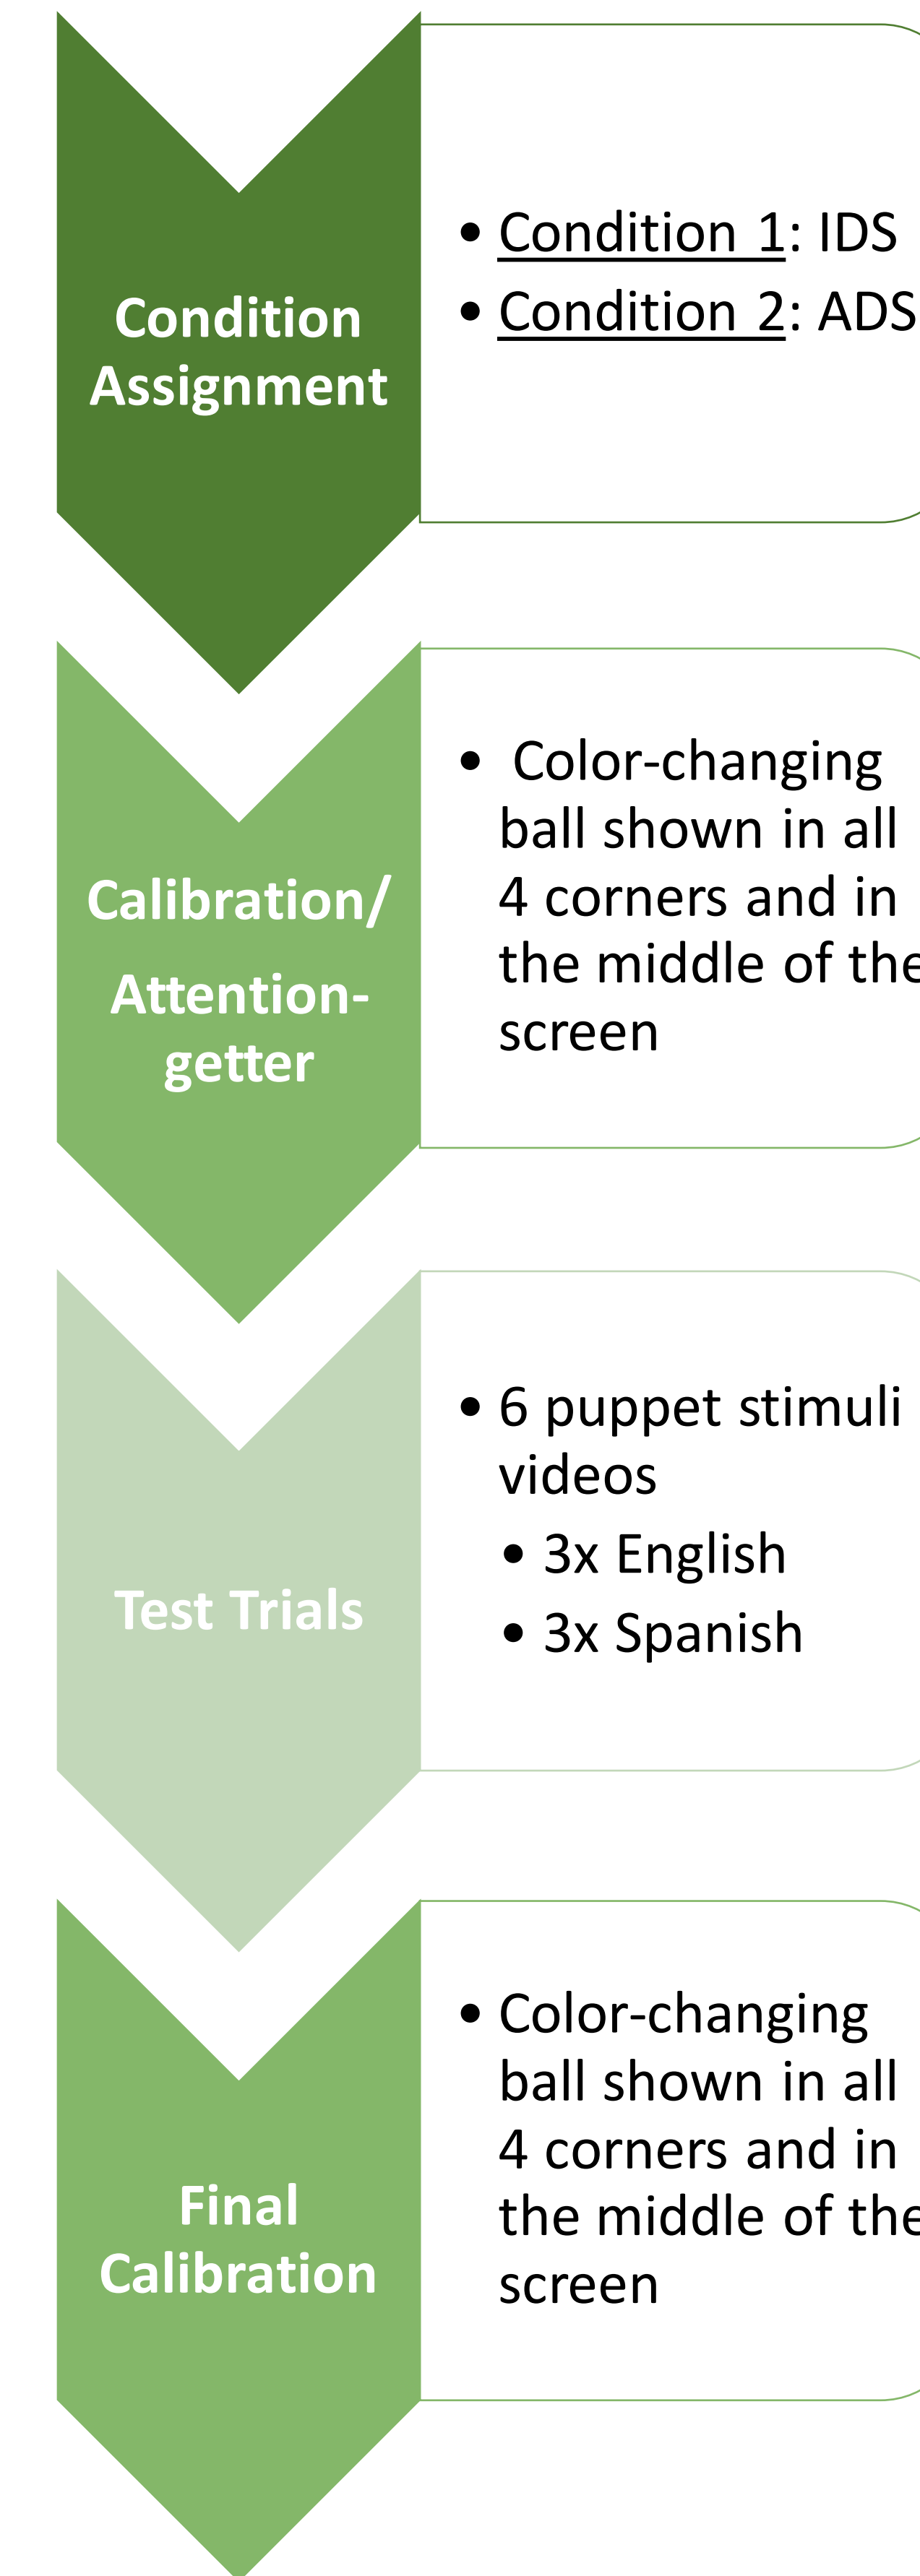 Condition
Assignment
• Condition 1: IDS
• Condition 2: ADS
Calibration/
Attention-
getter
• Color-changing
ball shown in all
4 corners and in
the middle of the
screen
Test Trials
• 6 puppet stimuli
videos
• 3x English
• 3x Spanish
Final
Calibration
• Color-changing
ball shown in all
4 corners and in
the middle of the
screen